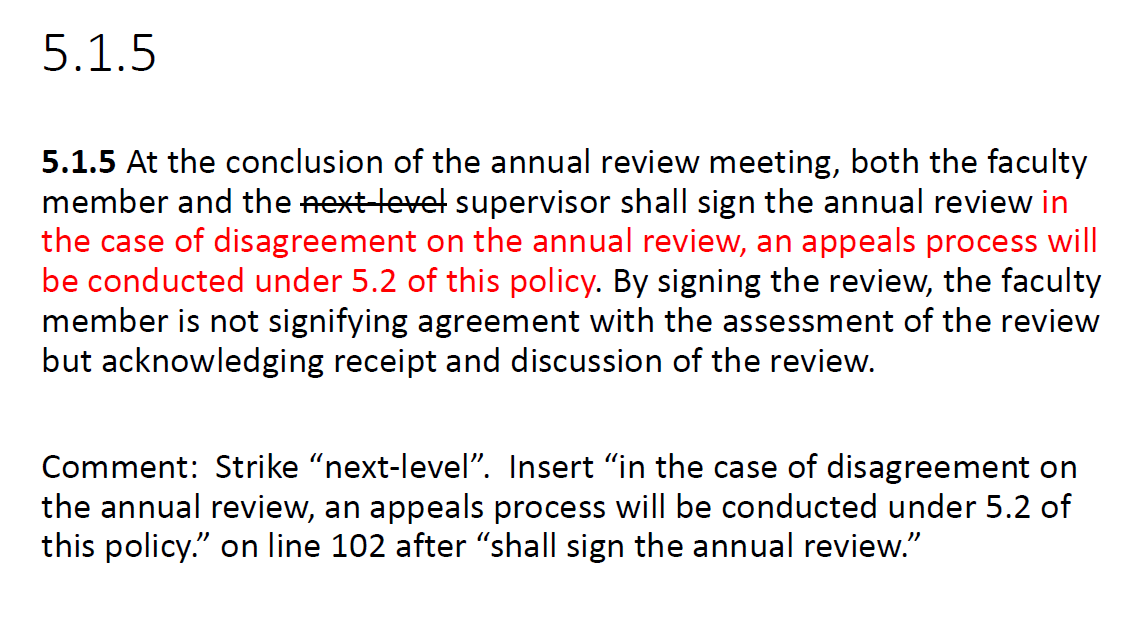 5.1.5
5.1.5 At the conclusion of the annual review meeting, both the faculty
member and the next-level supervisor shall sign the annual review in
the case of disagreement on the annual review, an appeals process will
be conducted under 5.2 of this policy. By signing the review, the faculty
member is not signifying agreement with the assessment of the review
but acknowledging receipt and discussion of the review.
Comment:  Strike “next-level”.  Insert “in the case of disagreement on
the annual review, an appeals process will be conducted under 5.2 of
this policy.” on line 102 after “shall sign the annual review.”